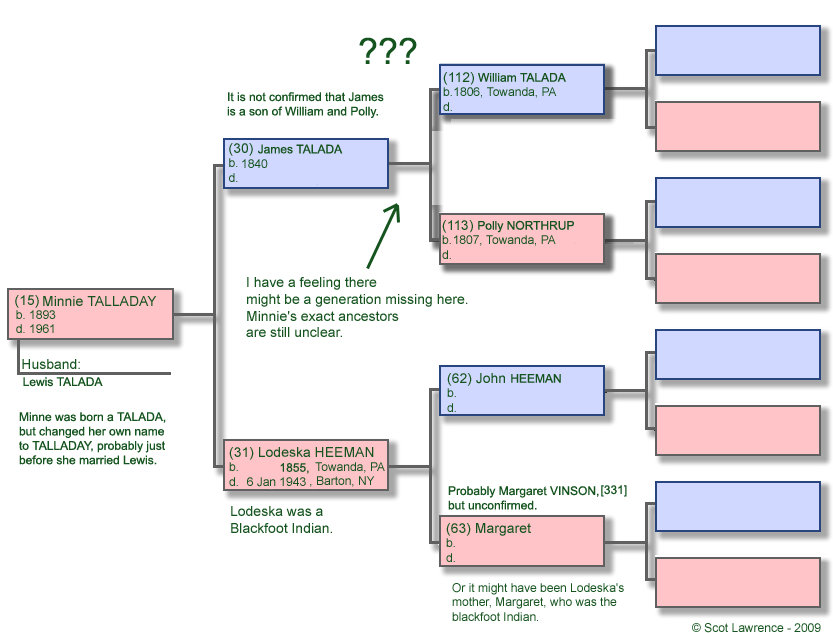 ???
(112) William TALADA
b.1806, Towanda, PA
d.
It is not confirmed that James
is a son of William and Polly.
(30) James TALADA
b. 1840
d.
(113) Polly NORTHRUP
b.1807, Towanda, PA
d.
I have a feeling there
might be a generation missing here.
Minnie's exact ancestors
are still unclear.
(15) Minnie TALLADAY
b. 1893
d. 1961
Husband:
Lewis TALADA
Minne was born a TALADA,
but changed her own name
to TALLADAY, probably just
before she married Lewis.
(62) John HEEMAN
b.
d.
(31) Lodeska HEEMAN
b. 1855, Towanda, PA
d. 6 Jan 1943 , Barton, NY
Lodeska was a
Blackfoot Indian.
Probably Margaret VINSON,[331]
but unconfirmed.
(63) Margaret
b.
d.
Or it might have been Lodeska's
mother, Margaret, who was the
blackfoot Indian.
© Scot Lawrence - 2009